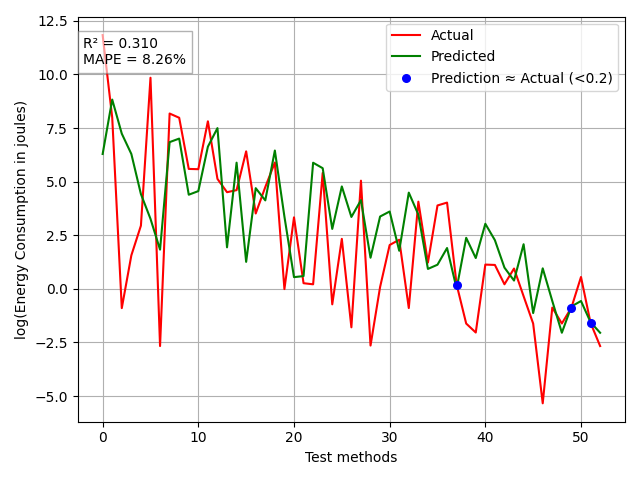 R² = 0.310
MAPE = 8.26%
Actual
Predicted
Prediction ≈ Actual (<0.2)
12.5
10.0
7.5
5.0
2.5
0.0
−2.5
−5.0
log(Energy Consumption in joules)
0 10 20 30 40 50
Test methods